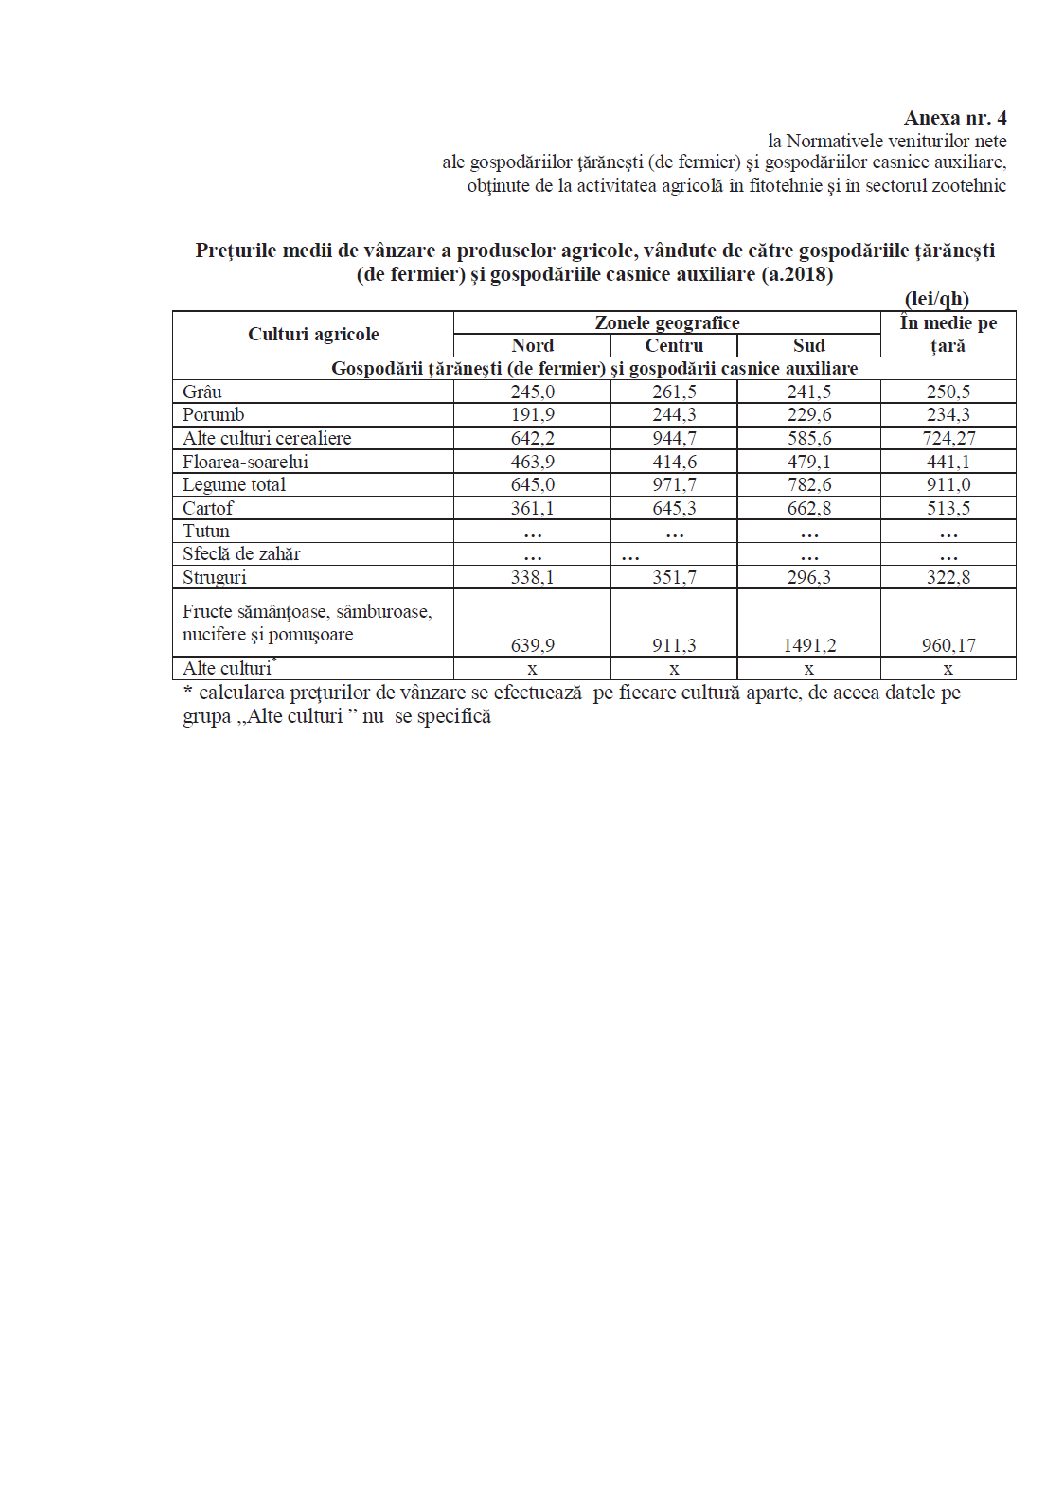 Anexa nr. 4
la Normativele veniturilor nete
ale gospodăriilor ţărăneşti (de fermier) şi gospodăriilor casnice auxiliare,
obţinute de la activitatea agricolă în fitotehnie şi în sectorul zootehnic
Preţurile medii de vânzare a produselor agricole, vândute de către gospodăriile ţărăneşti
(de fermier) şi gospodăriile casnice auxiliare (a.2018)
(lei/qh)
Culturi agricole Zonele geografice În medie pe ţară
Nord Centru Sud
Gospodării ţărăneşti (de fermier) şi gospodării casnice auxiliare
Grâu 245,0 261,5 241,5 250,5
Porumb 191,9 244,3 229,6 234,3
Alte culturi cerealiere 642,2 944,7 585,6 724,27
Floarea-soarelui 463,9 414,6 479,1 441,1
Legume total 645,0 971,7 782,6 911,0
Cartof 361,1 645,3 662,8 513,5
Tutun ... ... ... ...
Sfeclă de zahăr ... ... ... ...
Struguri 338,1 351,7 296,3 322,8
Fructe sămânţoase, sâmburoase,
nucifere şi pomuşoare 639,9 911,3 1491,2 960,17
Alte culturi* x x x x
* calcularea preţurilor de vânzare se efectuează pe fiecare cultură aparte, de aceea datele pe
grupa ,,Alte culturi ” nu se specifică